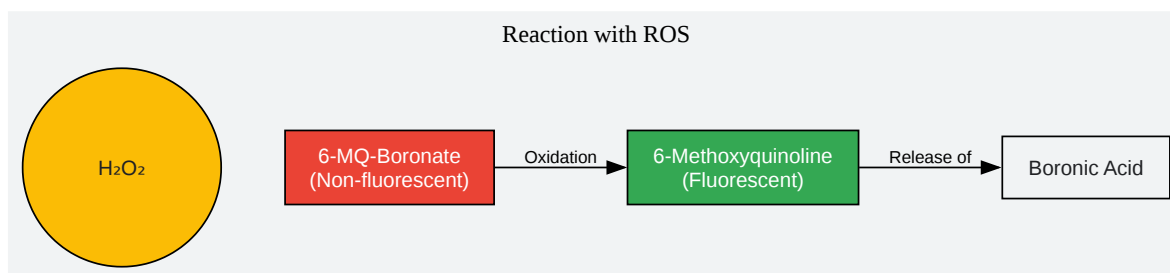 Reaction with ROS
H₂O₂
6-MQ-Boronate
(Non-fluorescent)
Oxidation
6-Methoxyquinoline
(Fluorescent)
Release of
Boronic Acid